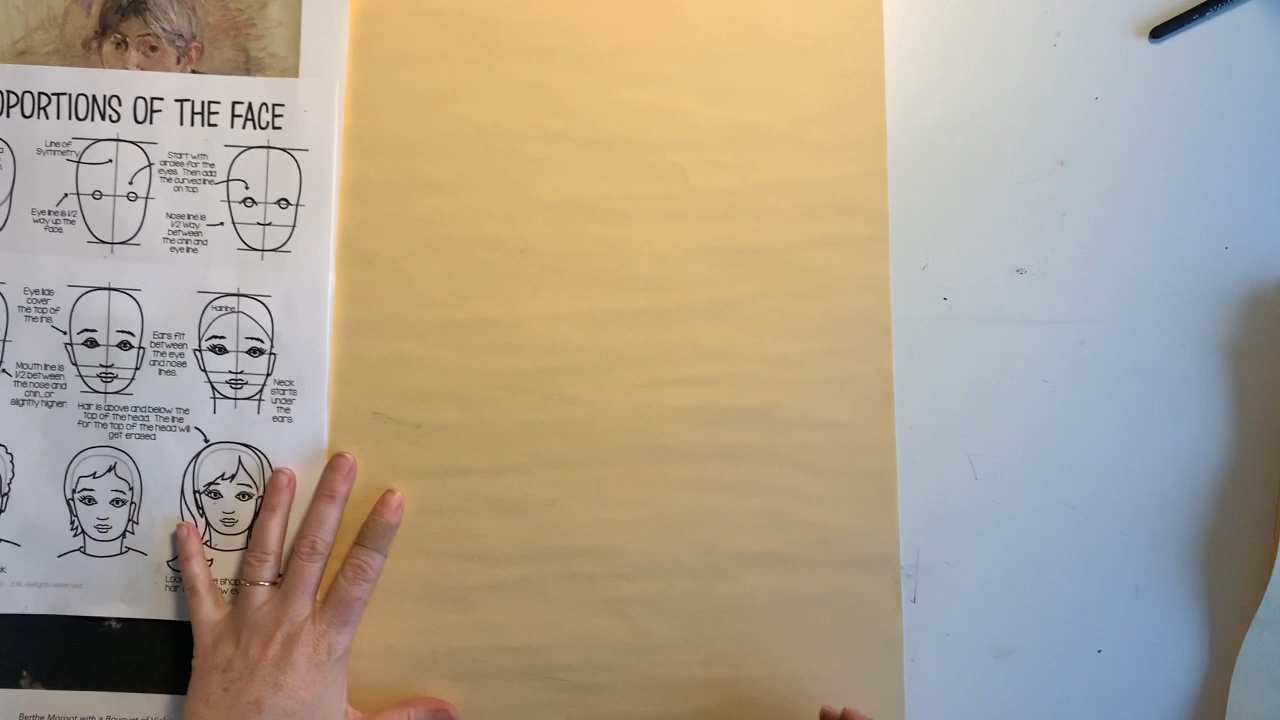 OPORTIONS OF THE FACE
Line of
Symmetry
Start with
circles for the
eyes. Then add
the curved line
on top.
Eye line is 1/2
way up the
face.
Nose line is
1/2 way
between
the chin and
eye line.
Eye lids
cover
the top of
the iris.
Hairline
Ears fit
between
the eye
and nose
lines.
Mouth line is
1/2 between
the nose and
chin...or
slightly higher.
Neck
starts
under
the
ears.
Hair is above and below the
top of the head. The line
for the top of the head will
get erased.
Berthe Morisot with a Bouquet of